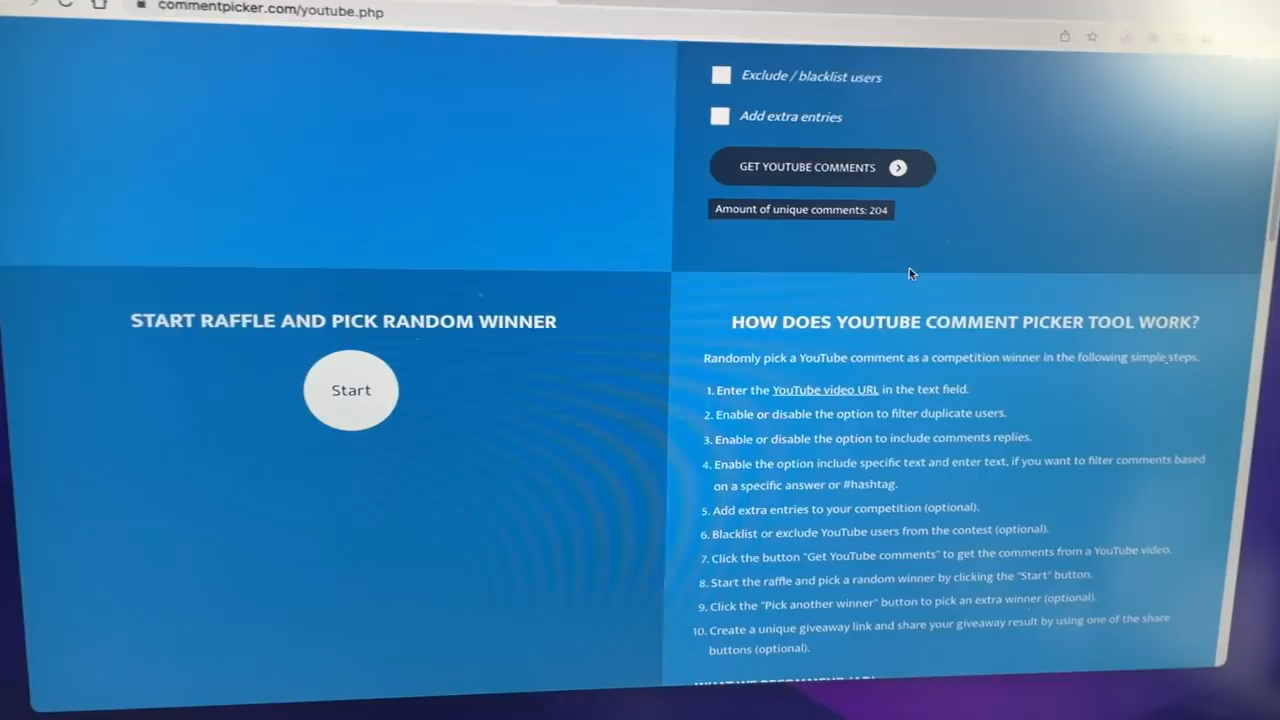 commentpicker.com/youtube.php
Exclude / blacklist users
Add extra entries
GET YOUTUBE COMMENTS
Amount of unique comments: 204
START RAFFLE AND PICK RANDOM WINNER
Start
HOW DOES YOUTUBE COMMENT PICKER TOOL WORK?
Randomly pick a YouTube comment as a competition winner in the following simple steps.
1. Enter the YouTube video URL in the text field.
2. Enable or disable the option to filter duplicate users.
3. Enable or disable the option to include comments replies.
4. Enable the option include specific text and enter text, if you want to filter comments based
on a specific answer or #hashtag.
5. Add extra entries to your competition (optional).
6. Blacklist or exclude YouTube users from the contest (optional).
7. Click the button "Get YouTube comments" to get the comments from a YouTube video.
8. Start the raffle and pick a random winner by clicking the "Start" button.
9. Click the "Pick another winner" button to pick an extra winner (optional).
10. Create a unique giveaway link and share your giveaway result by using one of the share
buttons (optional).